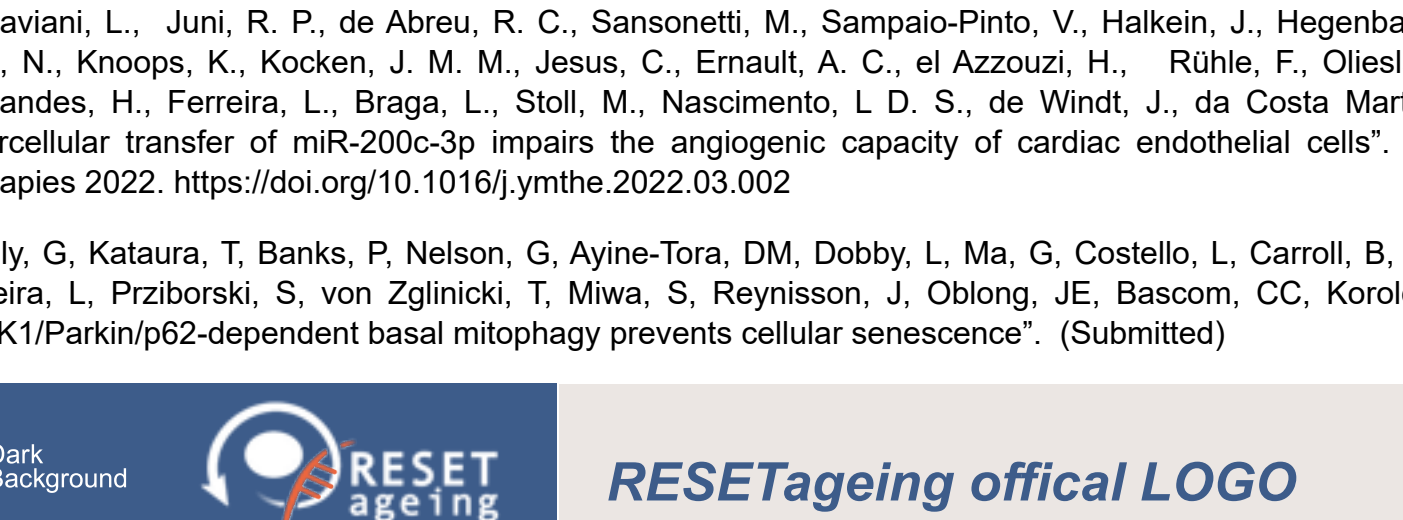 aviani, L., Juni, R. P., de Abreu, R. C., Sansonetti, M., Sampaio-Pinto, V., Halkein, J., Hegenba
, N., Knoops, K., Kocken, J. M. M., Jesus, C., Ernault, A. C., el Azzouzi, H., Rühle, F., Oliesl
andes, H., Ferreira, L., Braga, L., Stoll, M., Nascimento, L D. S., de Windt, J., da Costa Mart
rcellular transfer of miR-200c-3p impairs the angiogenic capacity of cardiac endothelial cells”.
apies 2022. https://doi.org/10.1016/j.ymthe.2022.03.002
ly, G, Kataura, T, Banks, P, Nelson, G, Ayine-Tora, DM, Dobby, L, Ma, G, Costello, L, Carroll, B,
eira, L, Prziborski, S, von Zglinicki, T, Miwa, S, Reynisson, J, Oblong, JE, Bascom, CC, Korol
K1/Parkin/p62-dependent basal mitophagy prevents cellular senescence”. (Submitted)
Dark
Background
RESET
ageing
RESETageing offical LOGO